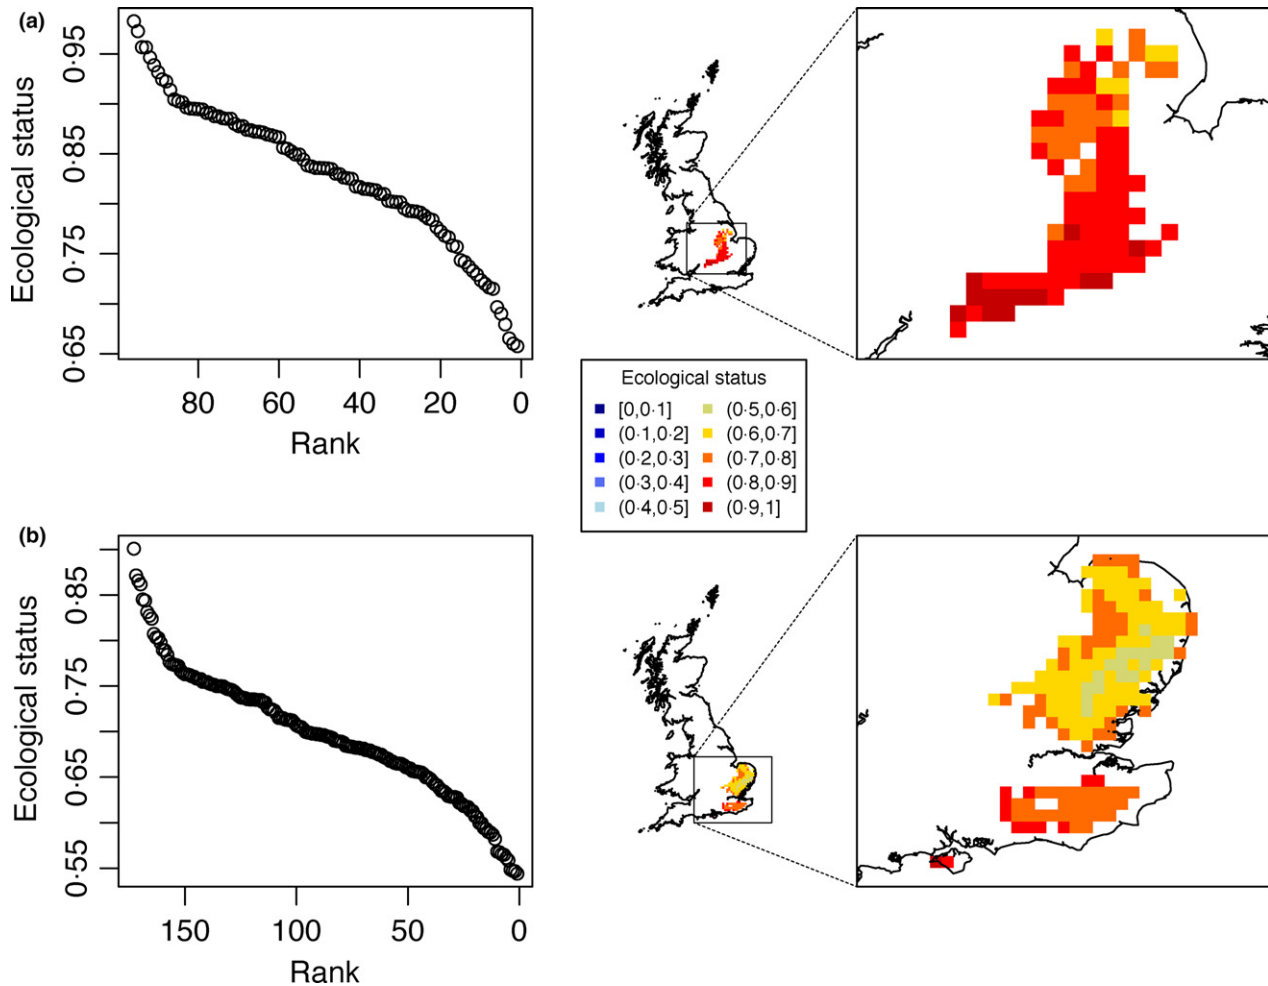 (a)
Ecological status
0·95
0·85
0·75
0·65
80 60 40 20 0
Rank
Ecological status
[0,0·1] (0·5,0·6]
(0·1,0·2] (0·6,0·7]
(0·2,0·3] (0·7,0·8]
(0·3,0·4] (0·8,0·9]
(0·4,0·5] (0·9,1]
(b)
Ecological status
0·85
0·75
0·65
0·55
150 100 50 0
Rank